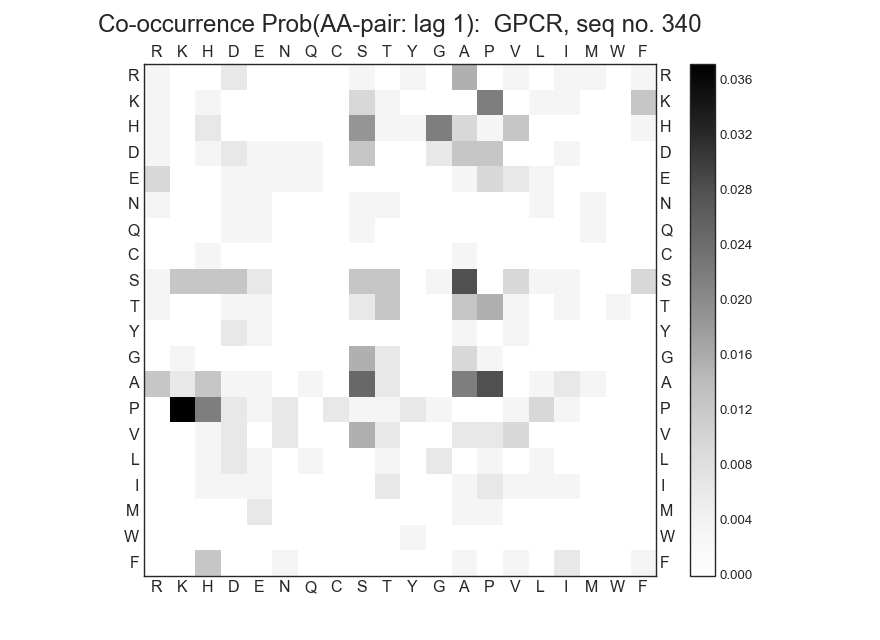 Co-occurrence Prob(AA-pair: lag 1):  GPCR, seq no. 340
R K H D E N Q C S T Y G A P V L I M W F
R R
0.036
K K
H H
0.032
D D
E E
0.028
N N
Q Q
0.024
C C
S S
0.020
T T
Y Y
0.016
G G
A A
0.012
P P
V V
0.008
L L
I I
0.004
M M
W W
F F
0.000
R K H D E N Q C S T Y G A P V L I M W F